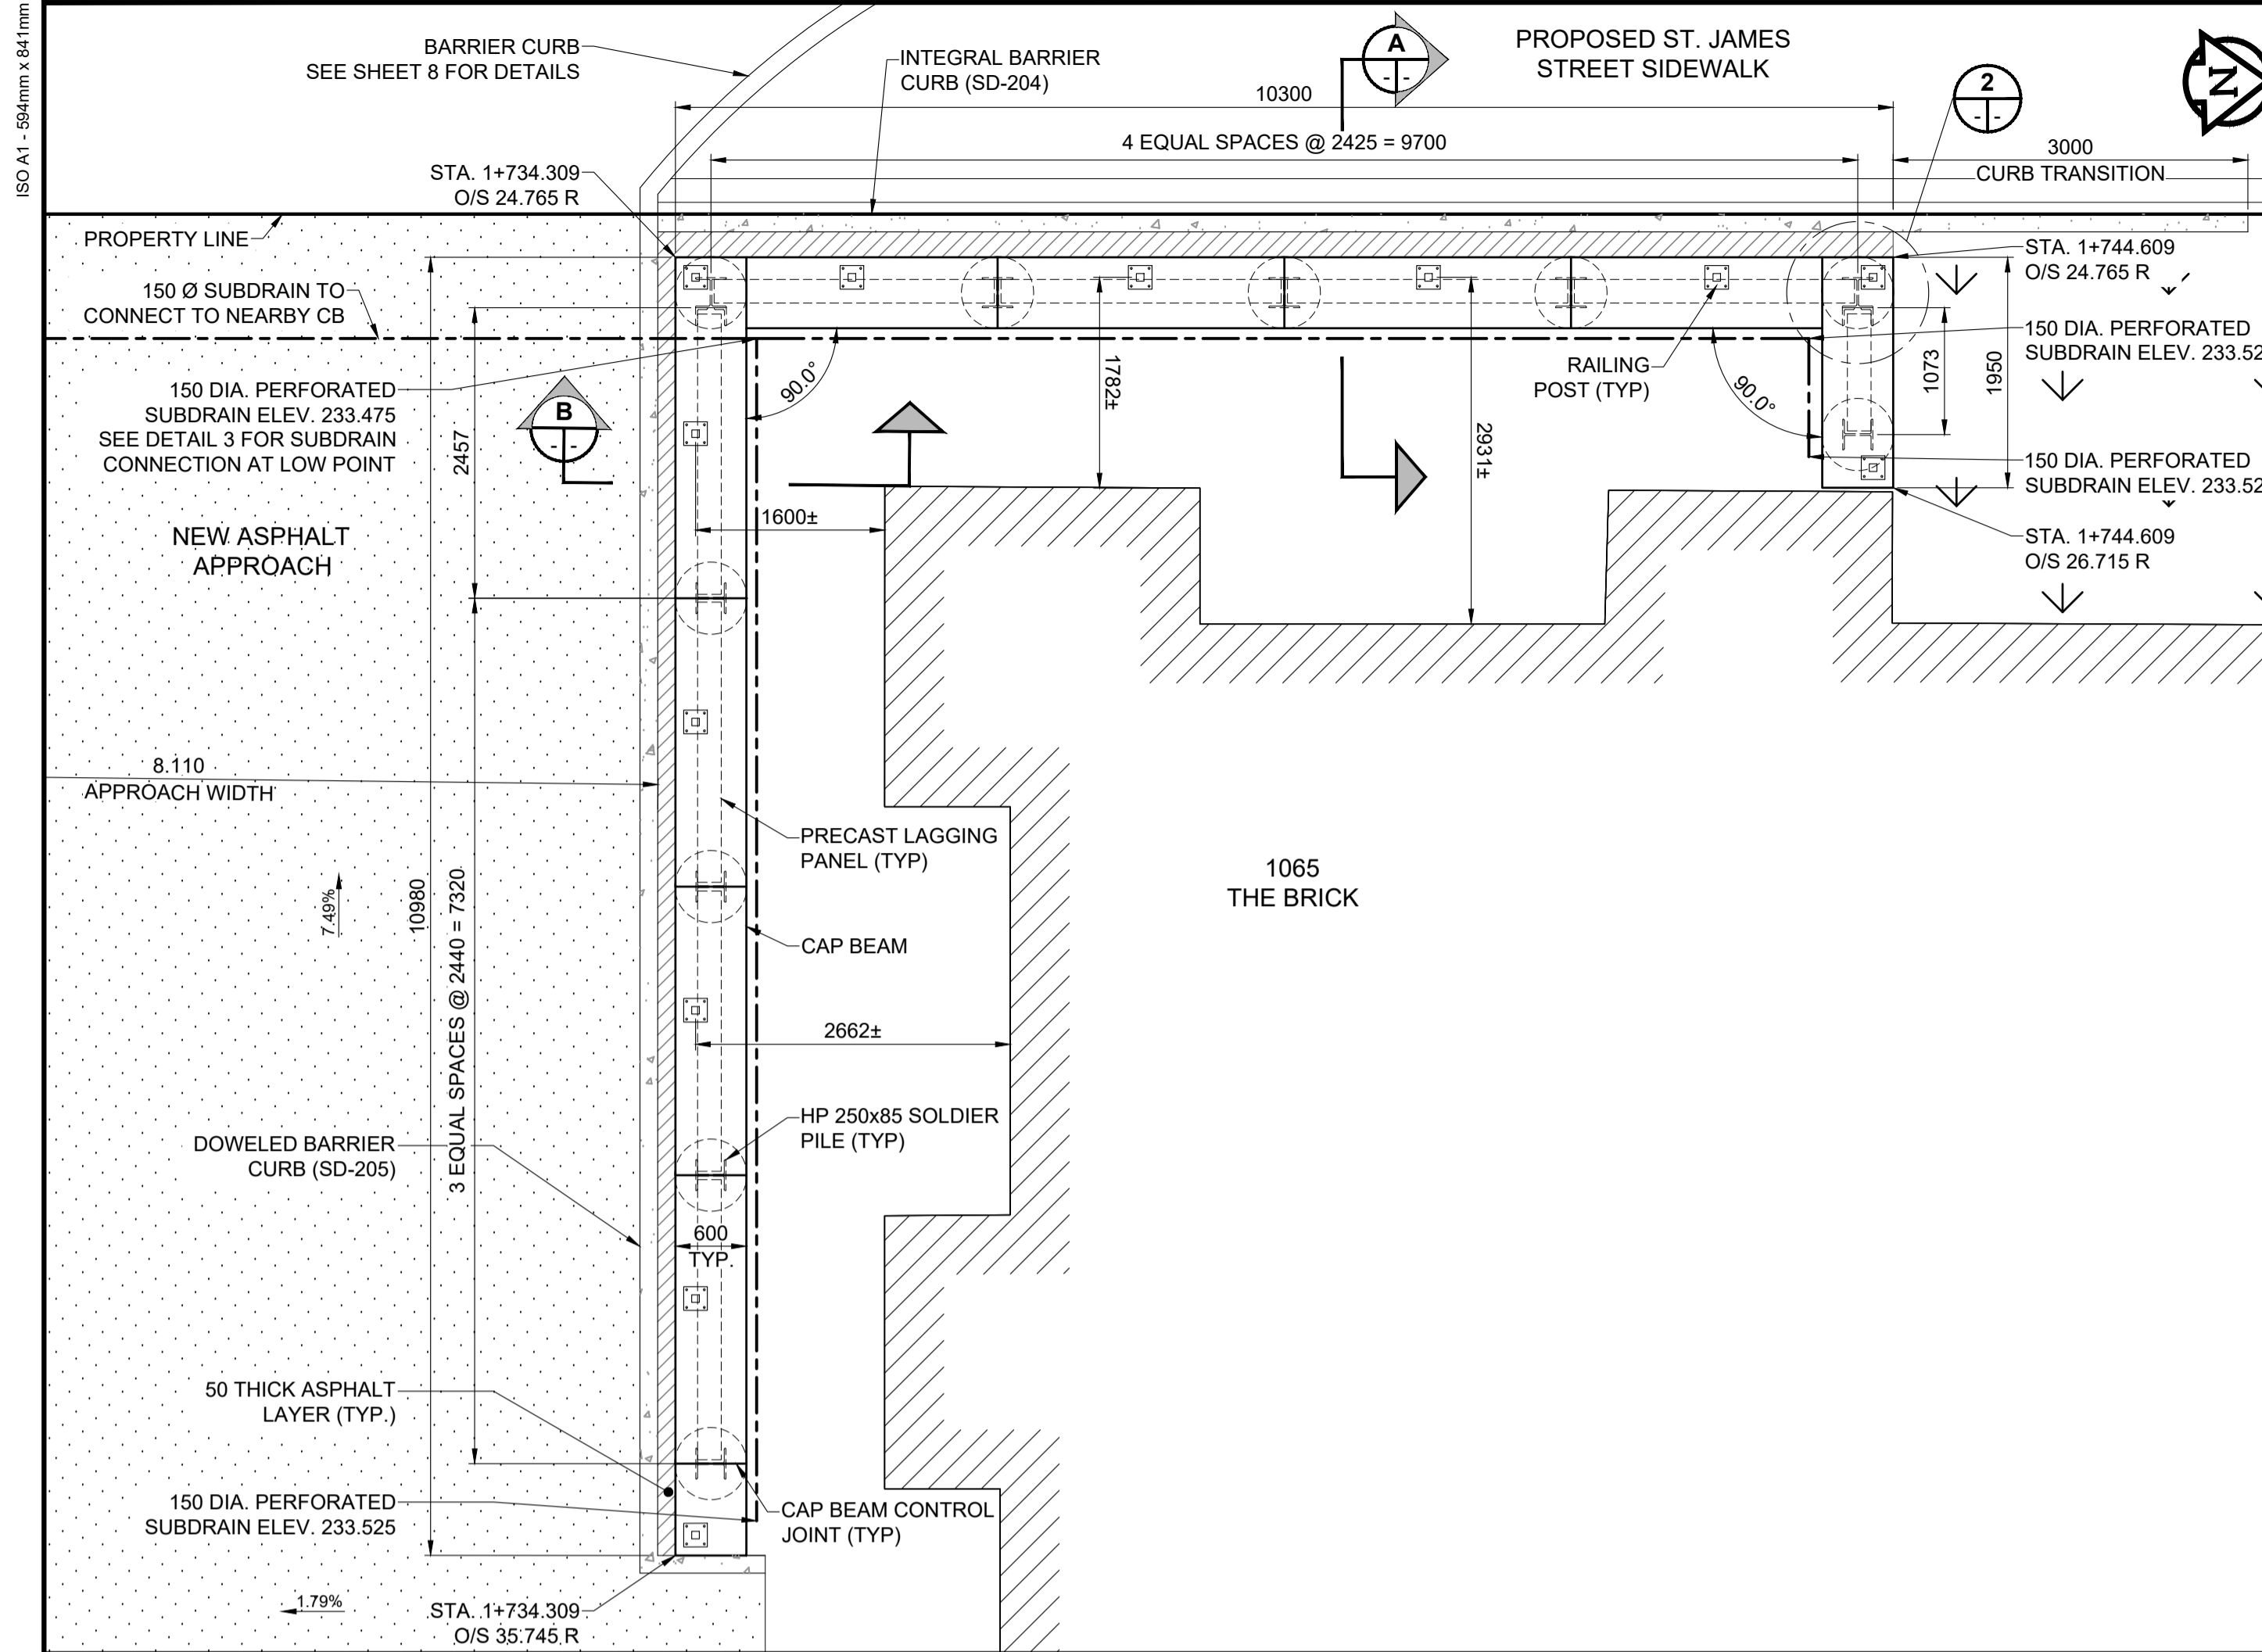 ISO A1 - 594mm x 841mm
BARRIER CURB
SEE SHEET 8 FOR DETAILS
INTEGRAL BARRIER
CURB (SD-204)
A
- -
PROPOSED ST. JAMES
STREET SIDEWALK
2
- -
N
10300
4 EQUAL SPACES @ 2425 = 9700
3000
CURB TRANSITION
STA. 1+734.309
O/S 24.765 R
PROPERTY LINE
150 Ø SUBDRAIN TO
CONNECT TO NEARBY CB
150 DIA. PERFORATED
SUBDRAIN ELEV. 233.475
SEE DETAIL 3 FOR SUBDRAIN
CONNECTION AT LOW POINT
2457
B
- -
90.0°
1782±
2931±
RAILING
POST (TYP)
90.0°
1073
1950
STA. 1+744.609
O/S 24.765 R
150 DIA. PERFORATED
SUBDRAIN ELEV. 233.52
150 DIA. PERFORATED
SUBDRAIN ELEV. 233.52
STA. 1+744.609
O/S 26.715 R
NEW ASPHALT
APPROACH
1600±
8.110
APPROACH WIDTH
7.49%
10980
3 EQUAL SPACES @ 2440 = 7320
PRECAST LAGGING
PANEL (TYP)
1065
THE BRICK
CAP BEAM
2662±
HP 250x85 SOLDIER
PILE (TYP)
DOWELED BARRIER
CURB (SD-205)
600
TYP.
50 THICK ASPHALT
LAYER (TYP.)
150 DIA. PERFORATED
SUBDRAIN ELEV. 233.525
CAP BEAM CONTROL
JOINT (TYP)
1.79%
STA. 1+734.309
O/S 35.745 R